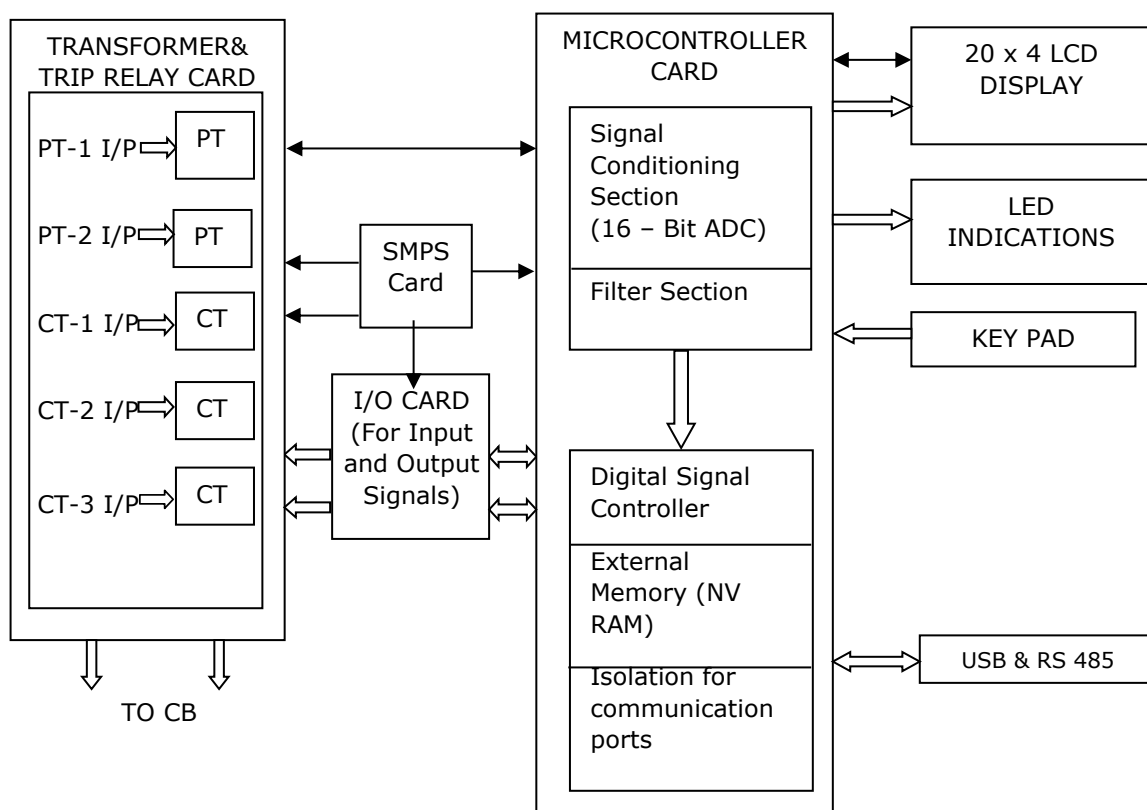 TRANSFORMER&
TRIP RELAY CARD
PT-1 I/P
PT
PT-2 I/P
PT
CT-1 I/P
CT
CT-2 I/P
CT
CT-3 I/P
CT
TO CB
SMPS
Card
I/O CARD
(For Input
and Output
Signals)
MICROCONTROLLER
CARD
Signal
Conditioning
Section
(16 – Bit ADC)
Filter Section
Digital Signal
Controller
External
Memory (NV
RAM)
Isolation for
communication
ports
20 x 4 LCD
DISPLAY
LED
INDICATIONS
KEY PAD
USB & RS 485